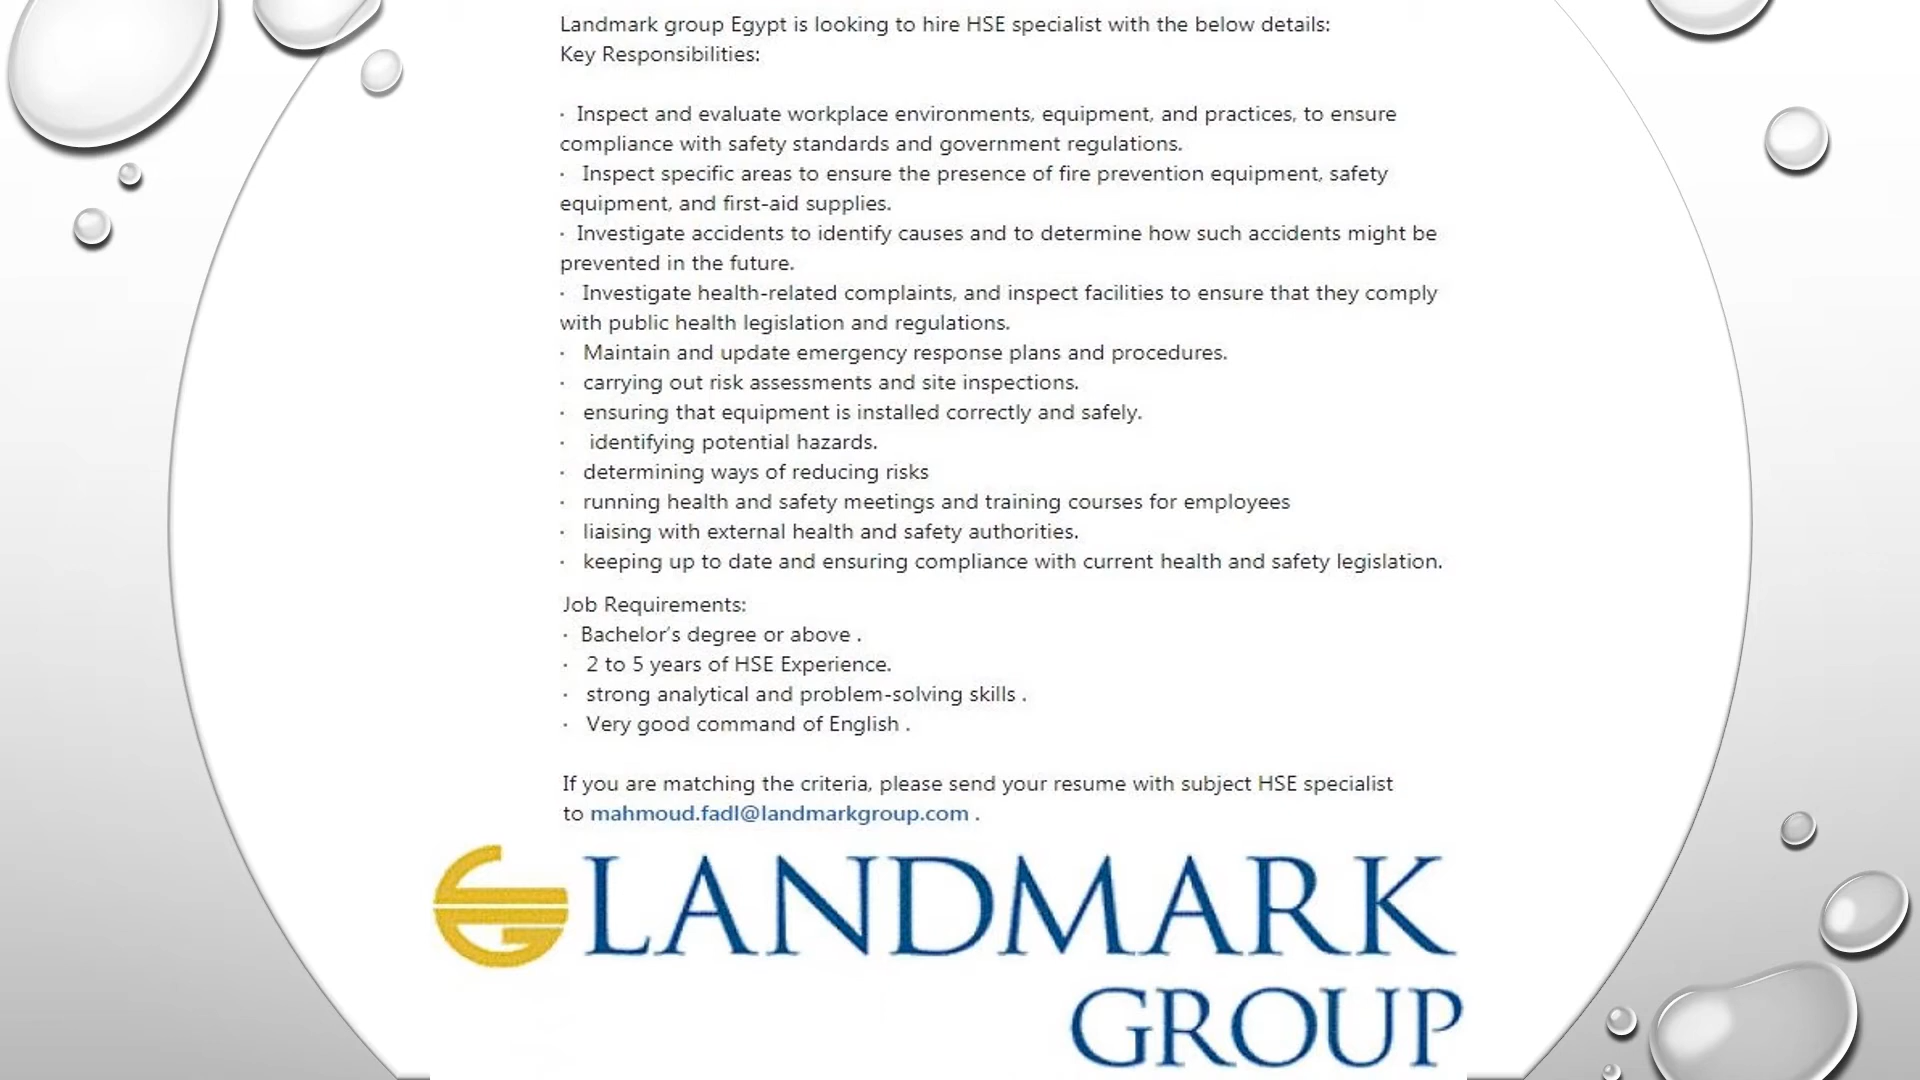 Landmark group Egypt is looking to hire HSE specialist with the below details:
Key Responsibilities:
· Inspect and evaluate workplace environments, equipment, and practices, to ensure
compliance with safety standards and government regulations.
· Inspect specific areas to ensure the presence of fire prevention equipment, safety
equipment, and first-aid supplies.
· Investigate accidents to identify causes and to determine how such accidents might be
prevented in the future.
· Investigate health-related complaints, and inspect facilities to ensure that they comply
with public health legislation and regulations.
· Maintain and update emergency response plans and procedures.
· carrying out risk assessments and site inspections.
· ensuring that equipment is installed correctly and safely.
· identifying potential hazards.
· determining ways of reducing risks
· running health and safety meetings and training courses for employees
· liaising with external health and safety authorities.
· keeping up to date and ensuring compliance with current health and safety legislation.
Job Requirements:
· Bachelor's degree or above .
· 2 to 5 years of HSE Experience.
· strong analytical and problem-solving skills .
· Very good command of English .
If you are matching the criteria, please send your resume with subject HSE specialist
to mahmoud.fadl@landmarkgroup.com .
LANDMARK
GROUP